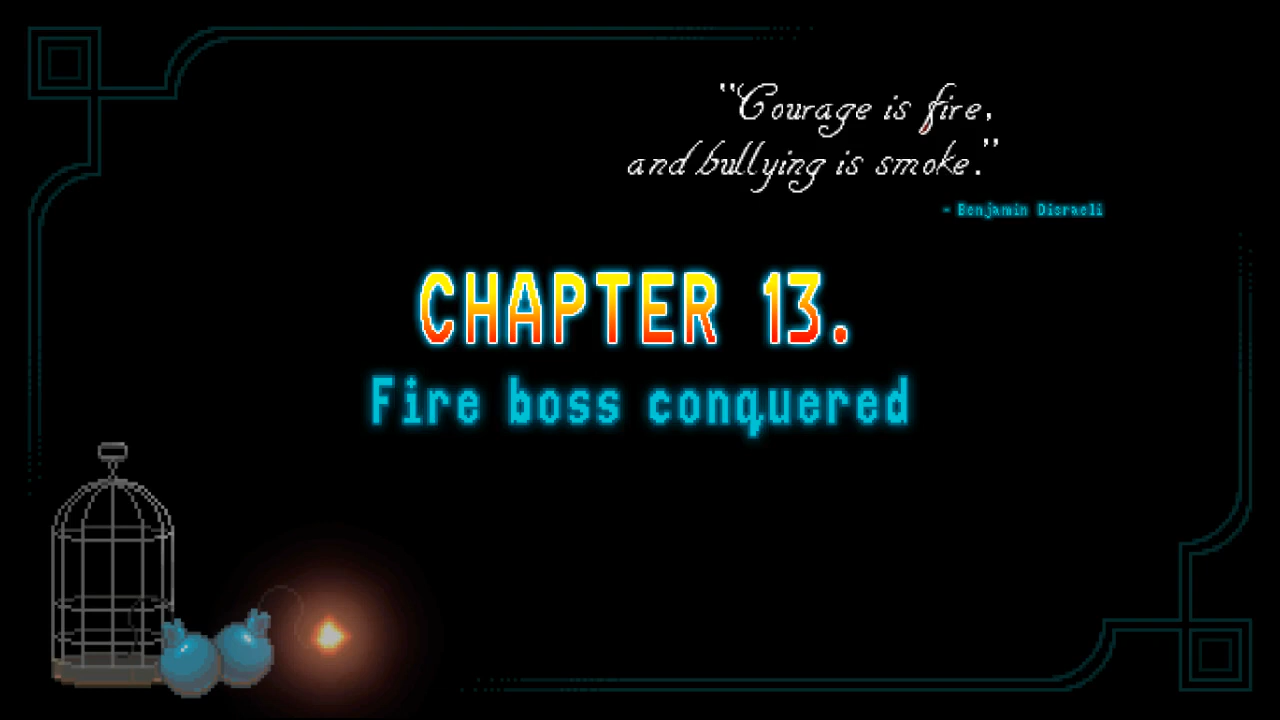 "Courage is fire,
and bullying is smoke."
- Benjamin Disraeli
CHAPTER 13.
Fire boss conquered